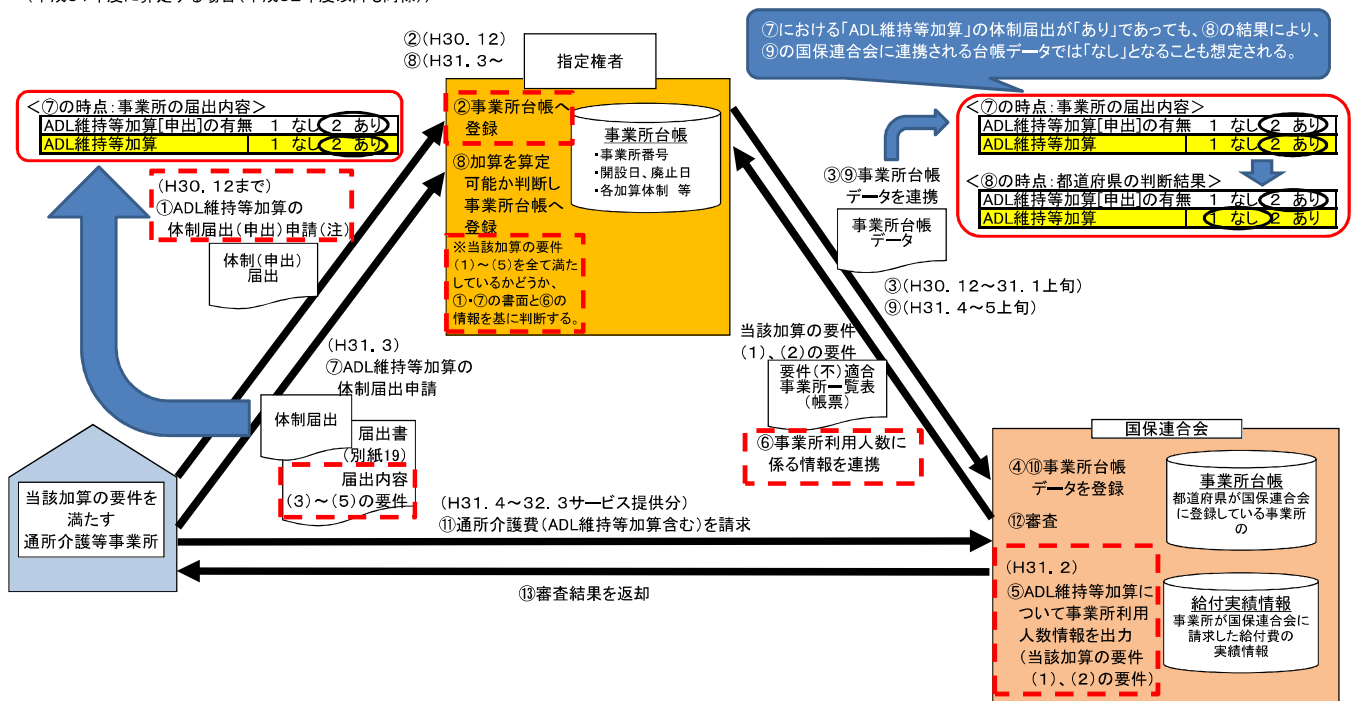 ②(H30．12)
⑧(H31．3～
指定権者
⑦における「ADL維持等加算」の体制届出が「あり」であっても、⑧の結果により、
⑨の国保連合会に連携される台帳データでは「なし」となることも想定される。
＜⑦の時点:事業所の届出内容＞
ADL維持等加算[申出]の有無 1 なし 2 あり
ADL維持等加算 1 なし 2 あり
(H30．12まで)
①ADL維持等加算の
体制届出(申出)申請(注)
体制(申出)
届出
②事業所台帳へ
登録
⑧加算を算定
可能か判断し
事業所台帳へ
登録
※当該加算の要件
(1)～(5)を全て満た
しているかどうか、
①・⑦の書面と⑥の
情報を基に判断する。
事業所台帳
・事業所番号
・開設日、廃止日
・各加算体制 等
③⑨事業所台帳
データを連携
事業所台帳
データ
③(H30．12～31．1上旬)
⑨(H31．4～5上旬)
＜⑦の時点:事業所の届出内容＞
ADL維持等加算[申出]の有無 1 なし 2 あり
ADL維持等加算 1 なし 2 あり
＜⑧の時点:都道府県の判断結果＞
ADL維持等加算[申出]の有無 1 なし 2 あり
ADL維持等加算 1 なし 2 あり
(H31．3)
⑦ADL維持等加算の
体制届出申請
体制届出
届出書
(別紙19)
届出内容
(3)～(5)の要件
当該加算の要件
(1)、(2)の要件
要件(不)適合
事業所一覧表
(帳票)
⑥事業所利用人数に
係る情報を連携
当該加算の要件を
満たす
通所介護等事業所
(H31．4～32．3サービス提供分)
⑪通所介護費(ADL維持等加算含む)を請求
⑬審査結果を返却
国保連合会
④⑩事業所台帳
データを登録
⑫審査
(H31．2)
⑤ADL維持等加算に
ついて事業所利用
人数情報を出力
(当該加算の要件
(1)、(2)の要件)
事業所台帳
都道府県が国保連合会
に登録している事業所
の
給付実績情報
事業所が国保連合会に
請求した給付費の
実績情報